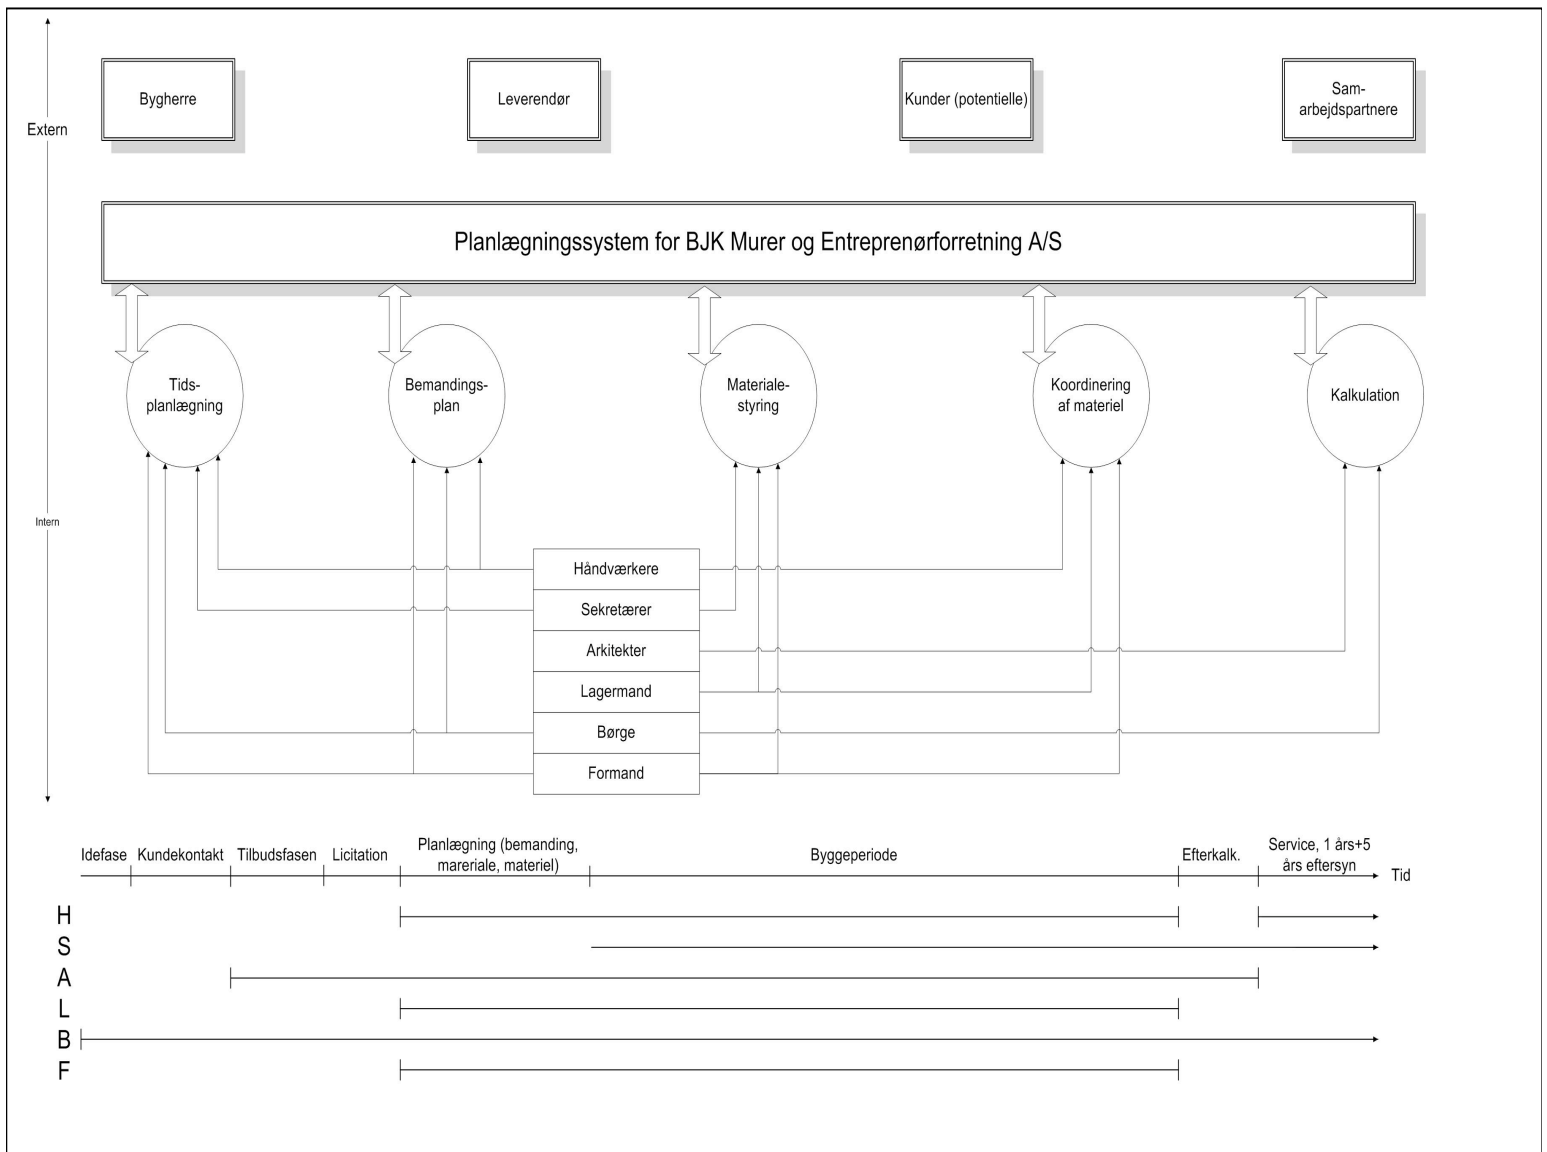 Extern
Intern
Bygherre
Leverendør
Kunder (potentielle)
Sam-
arbejdspartnere
Planlægningssystem for BJK Murer og Entreprenørforretning A/S
Tids-
planlægning
Bemandings-
plan
Materiale-
styring
Koordinering
af materiel
Kalkulation
Håndværkere
Sekretærer
Arkitekter
Lagermand
Børge
Formand
Idefase
Kundekontakt
Tilbudsfasen
Licitation
Planlægning (bemanding,
mareriale, materiel)
Byggeperiode
Efterkalk.
Service, 1 års+5
års eftersyn
Tid
H
S
A
L
B
F